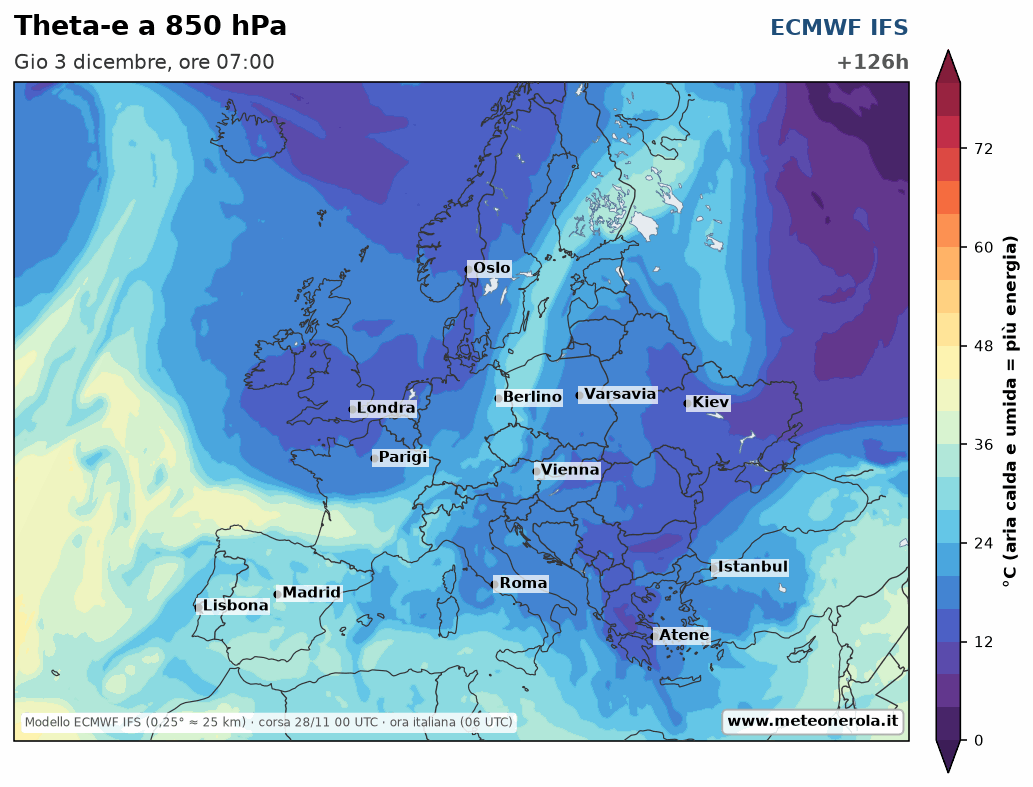 Theta-e a 850 hPa
ECMWF IFS
Gio 3 dicembre, ore 07:00
+126h
72
60
48
36
24
12
0
°C (aria calda e umida = più energia)
Oslo
Berlino
Varsavia
Kiev
Londra
Parigi
Vienna
Istanbul
Roma
Madrid
Lisbona
Atene
Modello ECMWF IFS (0,25° ≈ 25 km) · corsa 28/11 00 UTC · ora italiana (06 UTC)
www.meteonerola.it